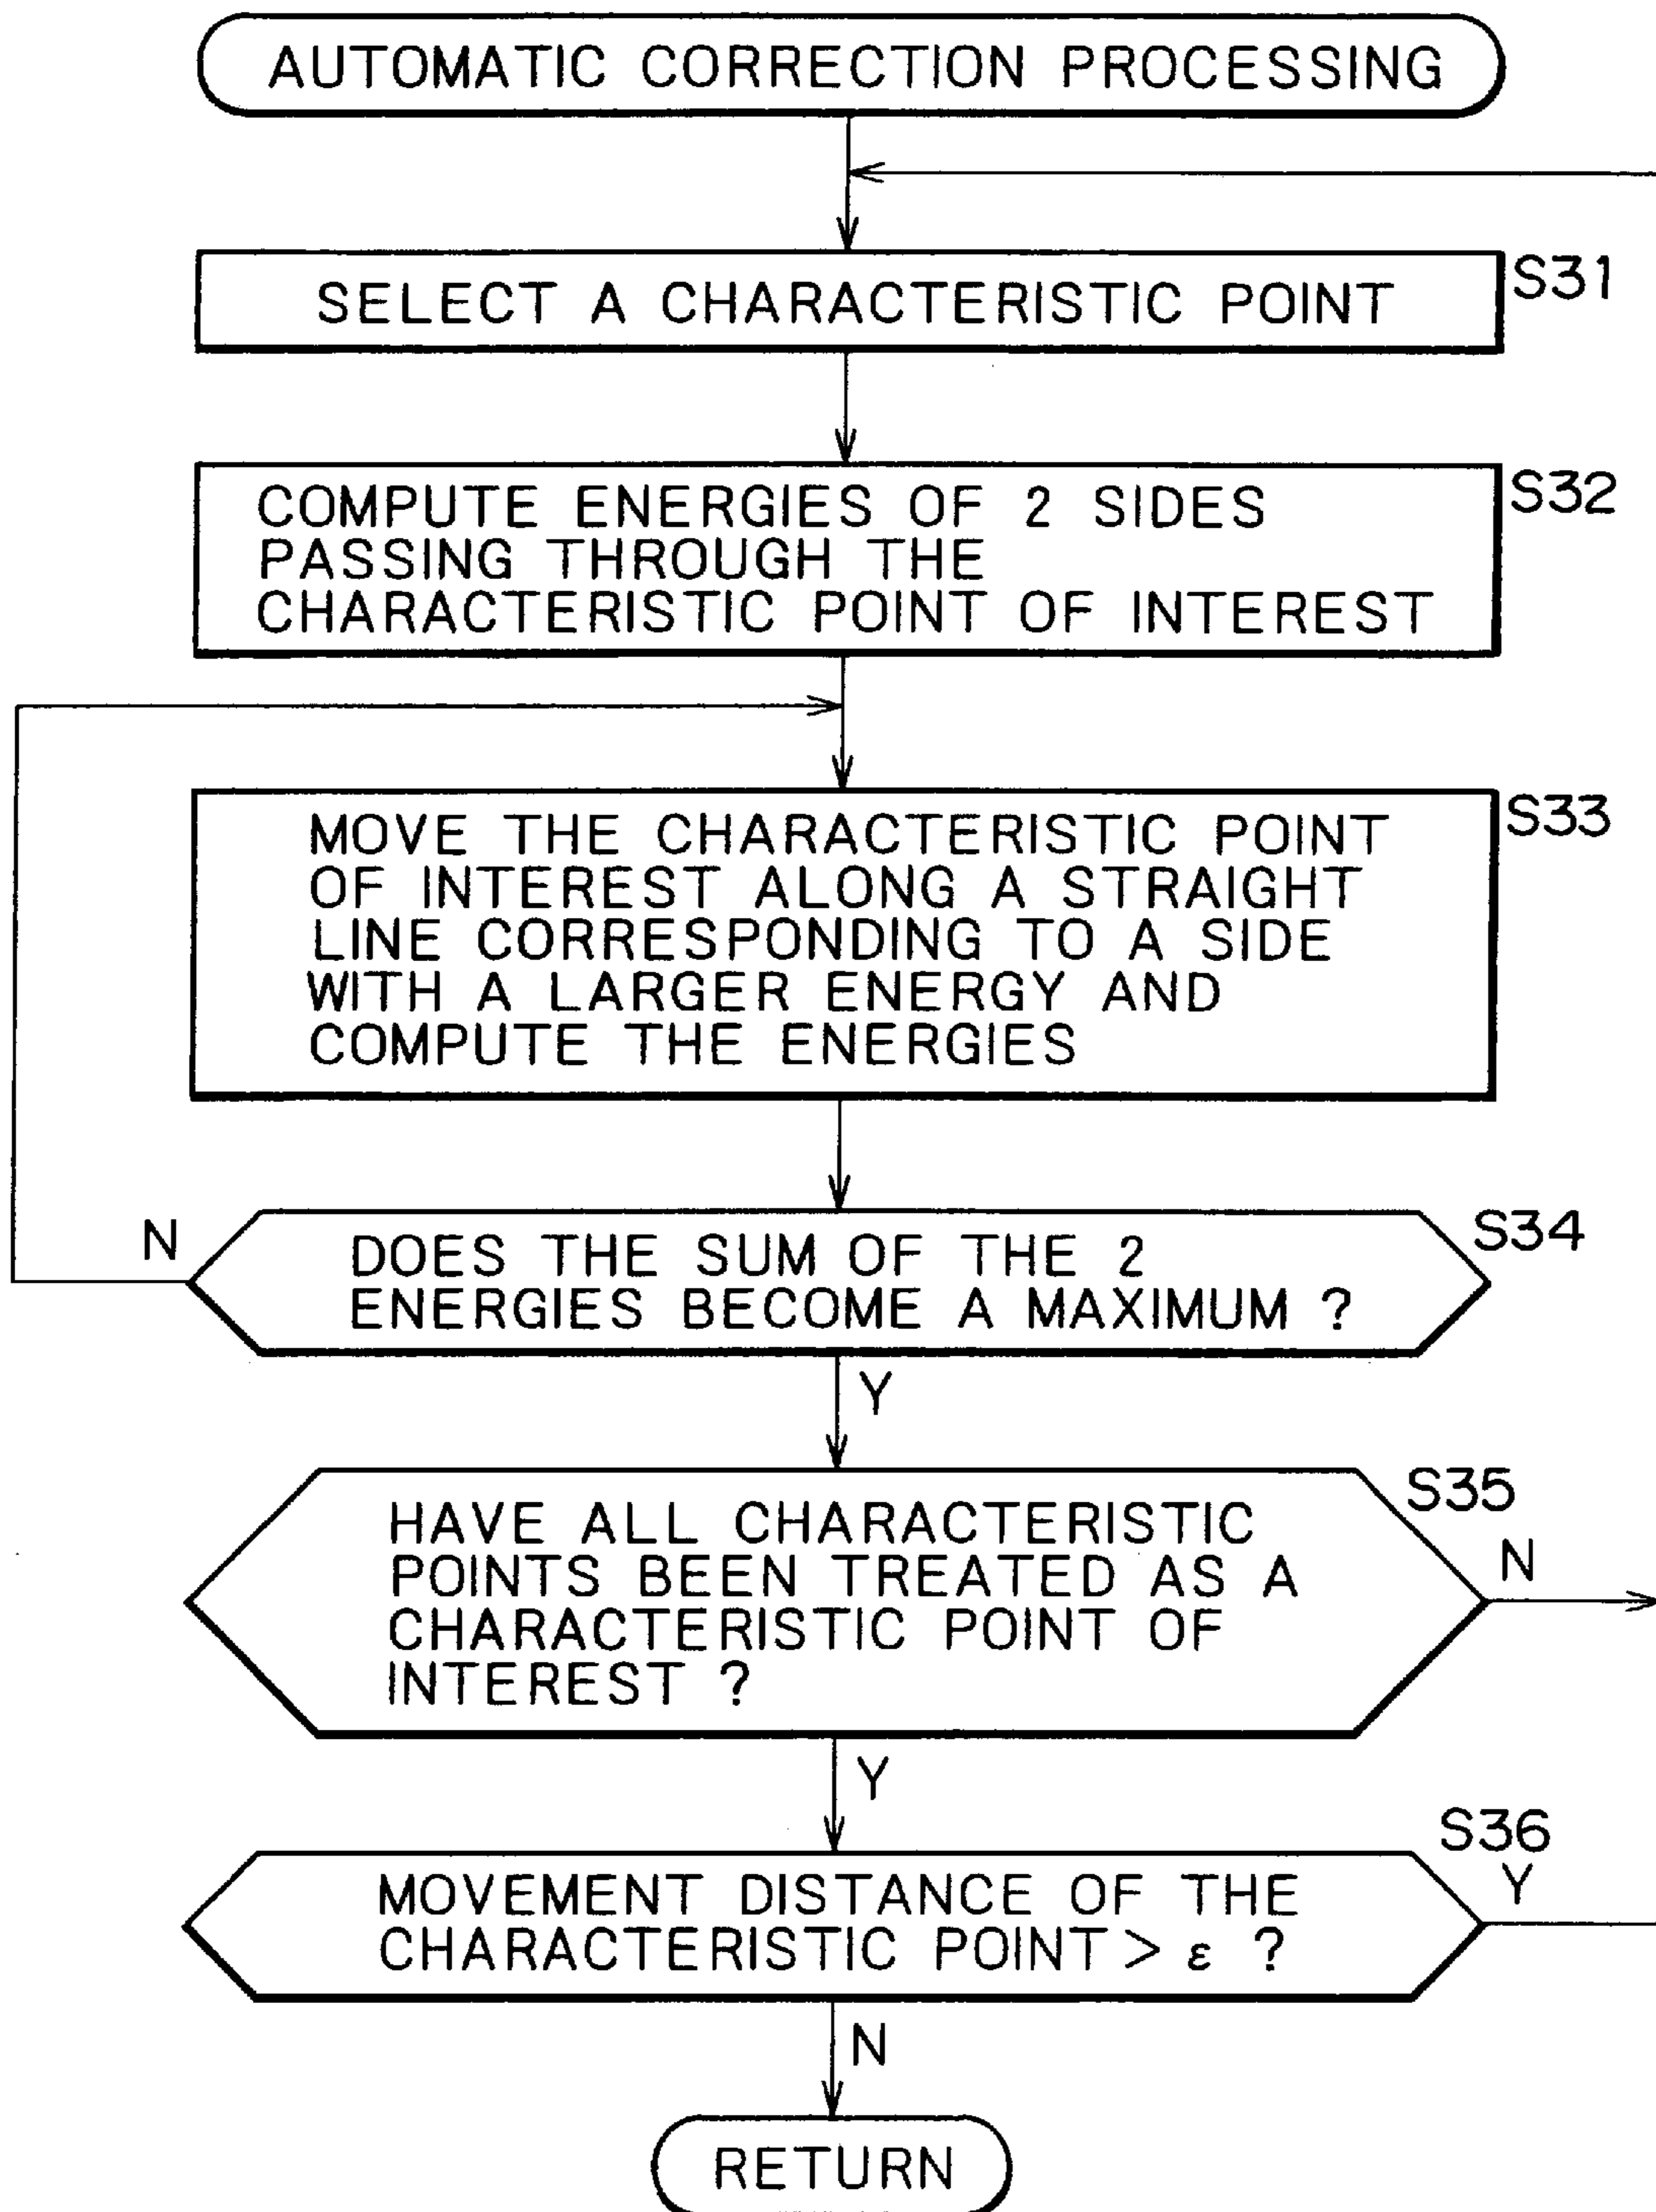 AUTOMATIC CORRECTION PROCESSING
SELECT A CHARACTERISTIC POINT
S31
COMPUTE ENERGIES OF 2 SIDES
PASSING THROUGH THE
CHARACTERISTIC POINT OF INTEREST
S32
MOVE THE CHARACTERISTIC POINT
OF INTEREST ALONG A STRAIGHT
LINE CORRESPONDING TO A SIDE
WITH A LARGER ENERGY AND
COMPUTE THE ENERGIES
S33
N
DOES THE SUM OF THE 2
ENERGIES BECOME A MAXIMUM ?
S34
Y
HAVE ALL CHARACTERISTIC
POINTS BEEN TREATED AS A
CHARACTERISTIC POINT OF
INTEREST ?
S35
N
Y
MOVEMENT DISTANCE OF THE
CHARACTERISTIC POINT > ε ?
S36
Y
N
RETURN